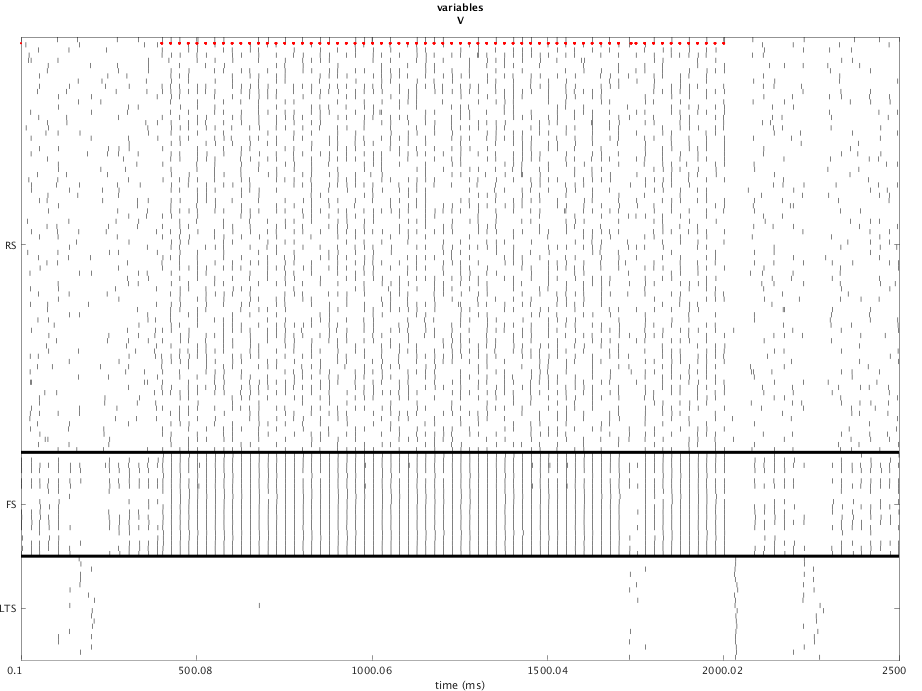 variables
V
RS
FS
LTS
0.1
500.08
1000.06
1500.04
2000.02
2500
time (ms)